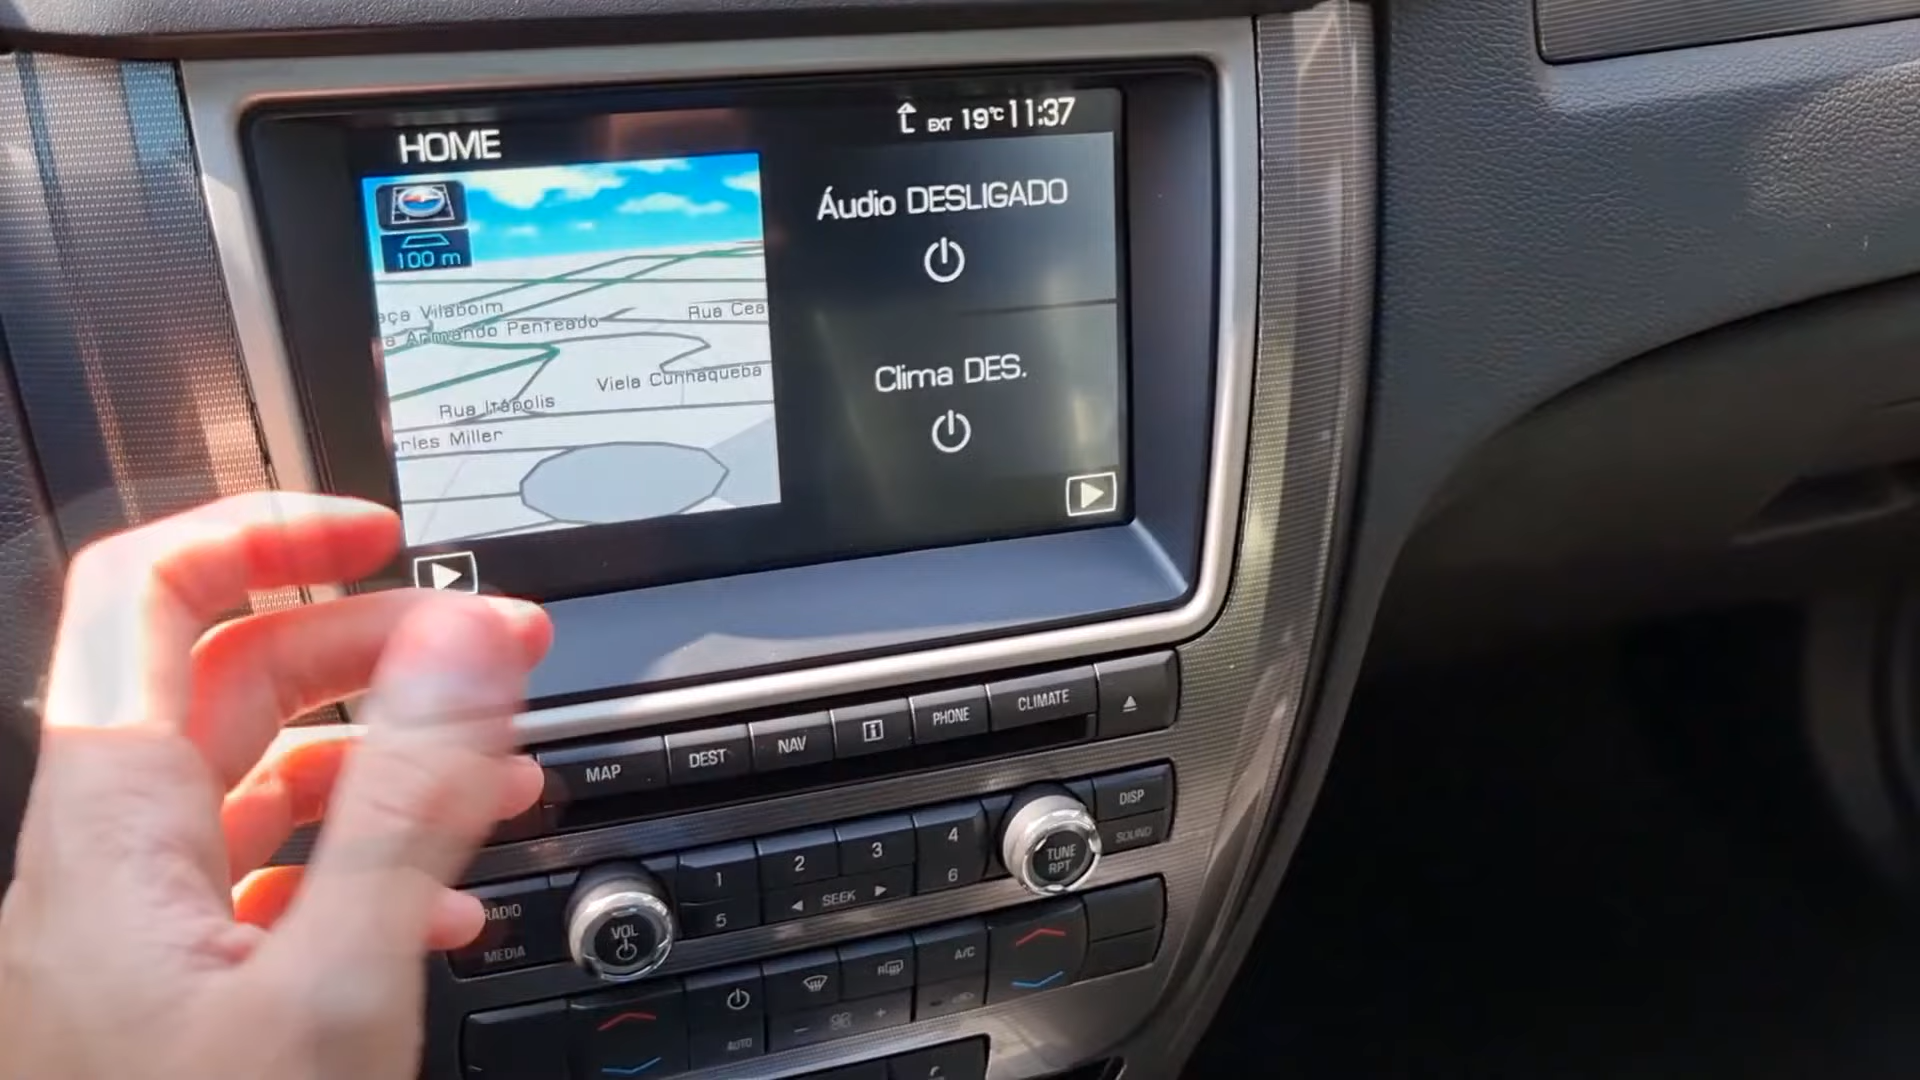 HOME
EXT 19°C 11:37
100 m
aça Vilaboim
a Armando Penteado
Rua Cea
Viela Cunhaqueba
Rua Itápolis
arles Miller
Áudio DESLIGADO
Clima DES.
MAP
DEST
NAV
i
PHONE
CLIMATE
RADIO
MEDIA
VOL
1
2
3
4
5
SEEK
6
TUNE
RPT
DISP
SOUND
R
A/C
AUTO